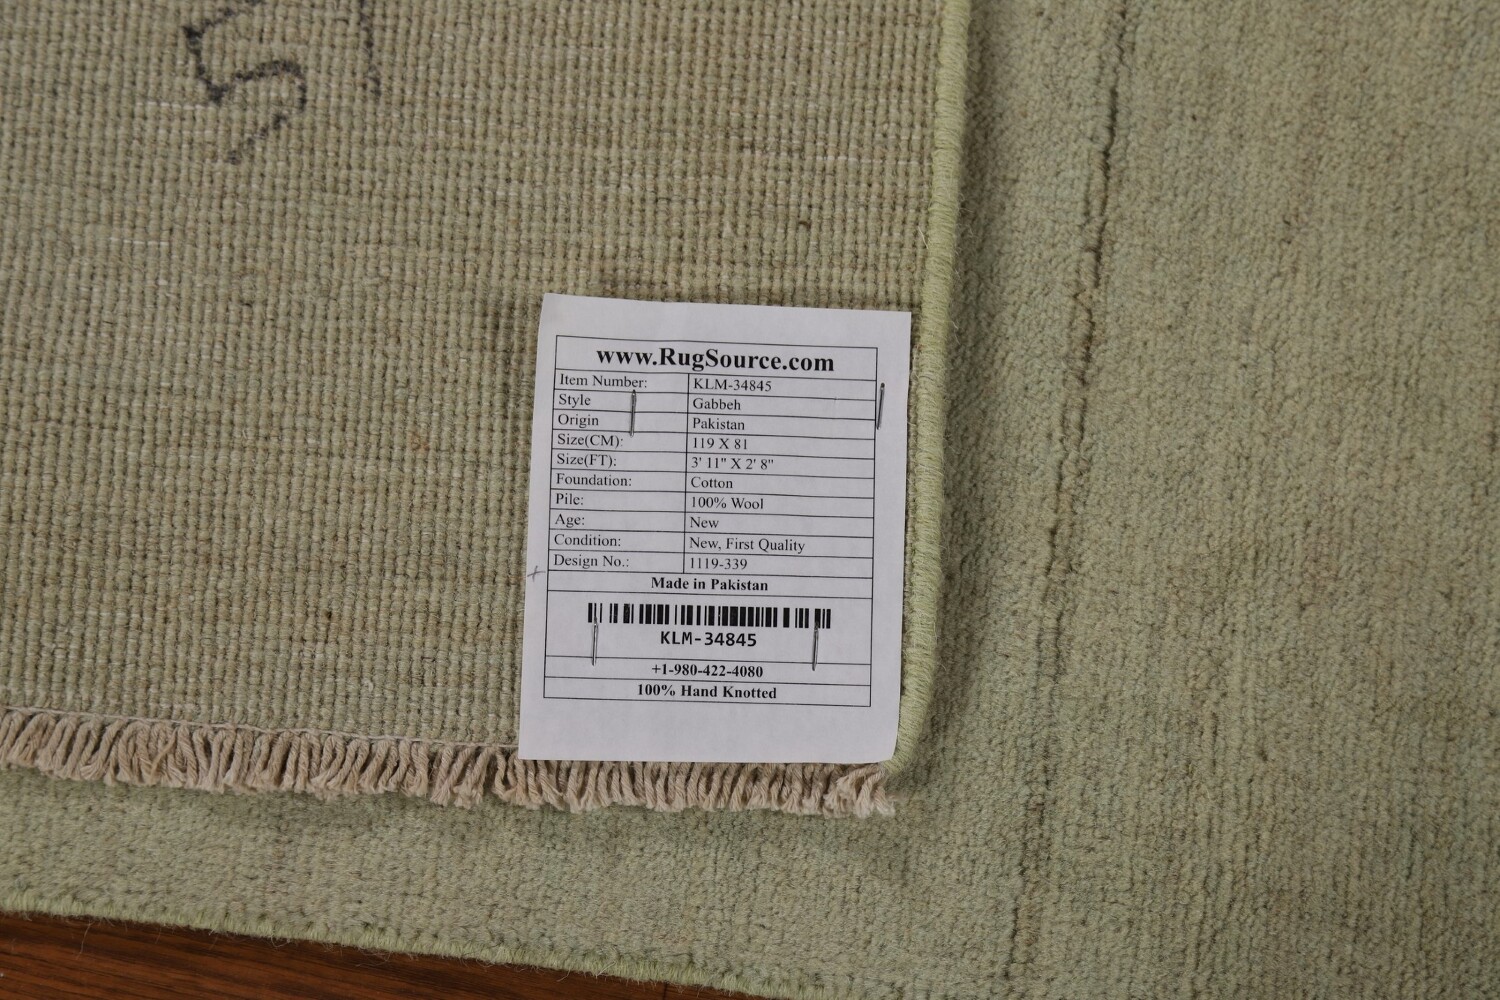 57
www.RugSource.com
Item Number: KLM-34845
Style Gabbeh
Origin Pakistan
Size(CM): 119 X 81
Size(FT): 3' 11" X 2' 8"
Foundation: Cotton
Pile: 100% Wool
Age: New
Condition: New, First Quality
Design No.: 1119-339
Made in Pakistan
KLM-34845
+1-980-422-4080
100% Hand Knotted